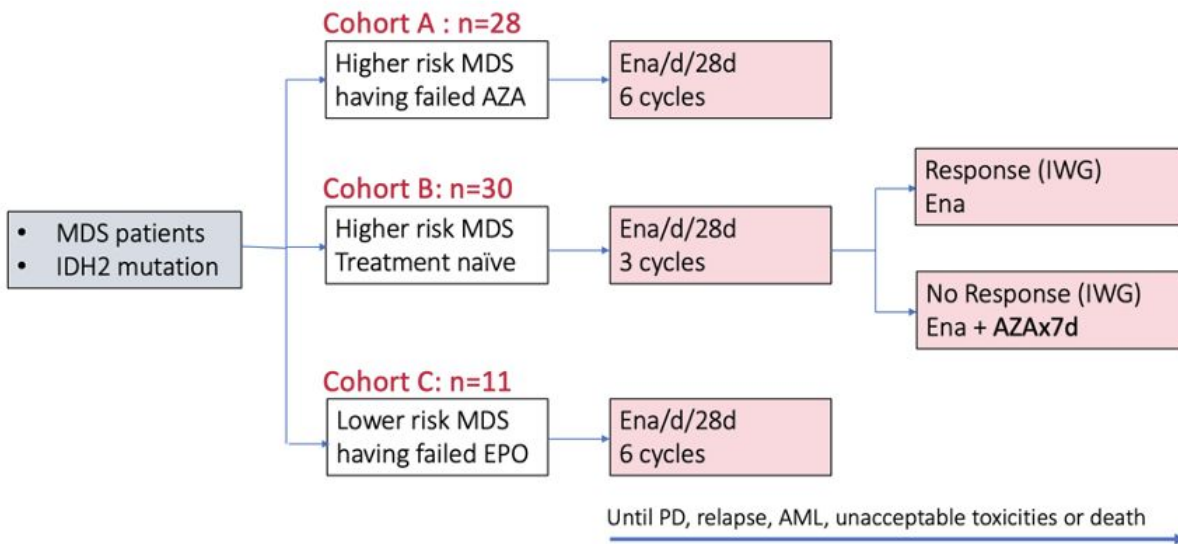 Cohort A : n=28
Higher risk MDS
having failed AZA
Ena/d/28d
6 cycles
• MDS patients
• IDH2 mutation
Cohort B: n=30
Higher risk MDS
Treatment naïve
Ena/d/28d
3 cycles
Response (IWG)
Ena
No Response (IWG)
Ena + AZAx7d
Cohort C: n=11
Lower risk MDS
having failed EPO
Ena/d/28d
6 cycles
Until PD, relapse, AML, unacceptable toxicities or death